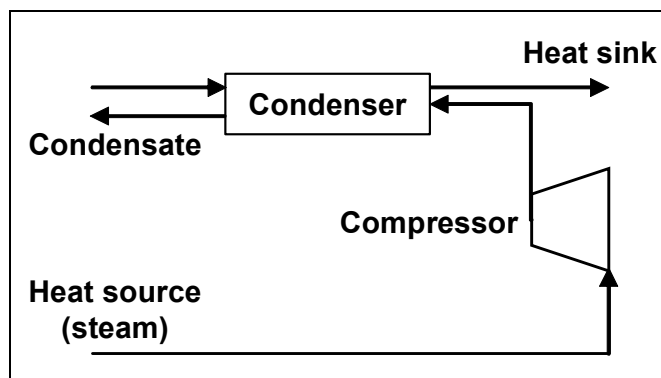 Heat sink
Condenser
Condensate
Compressor
Heat source
(steam)